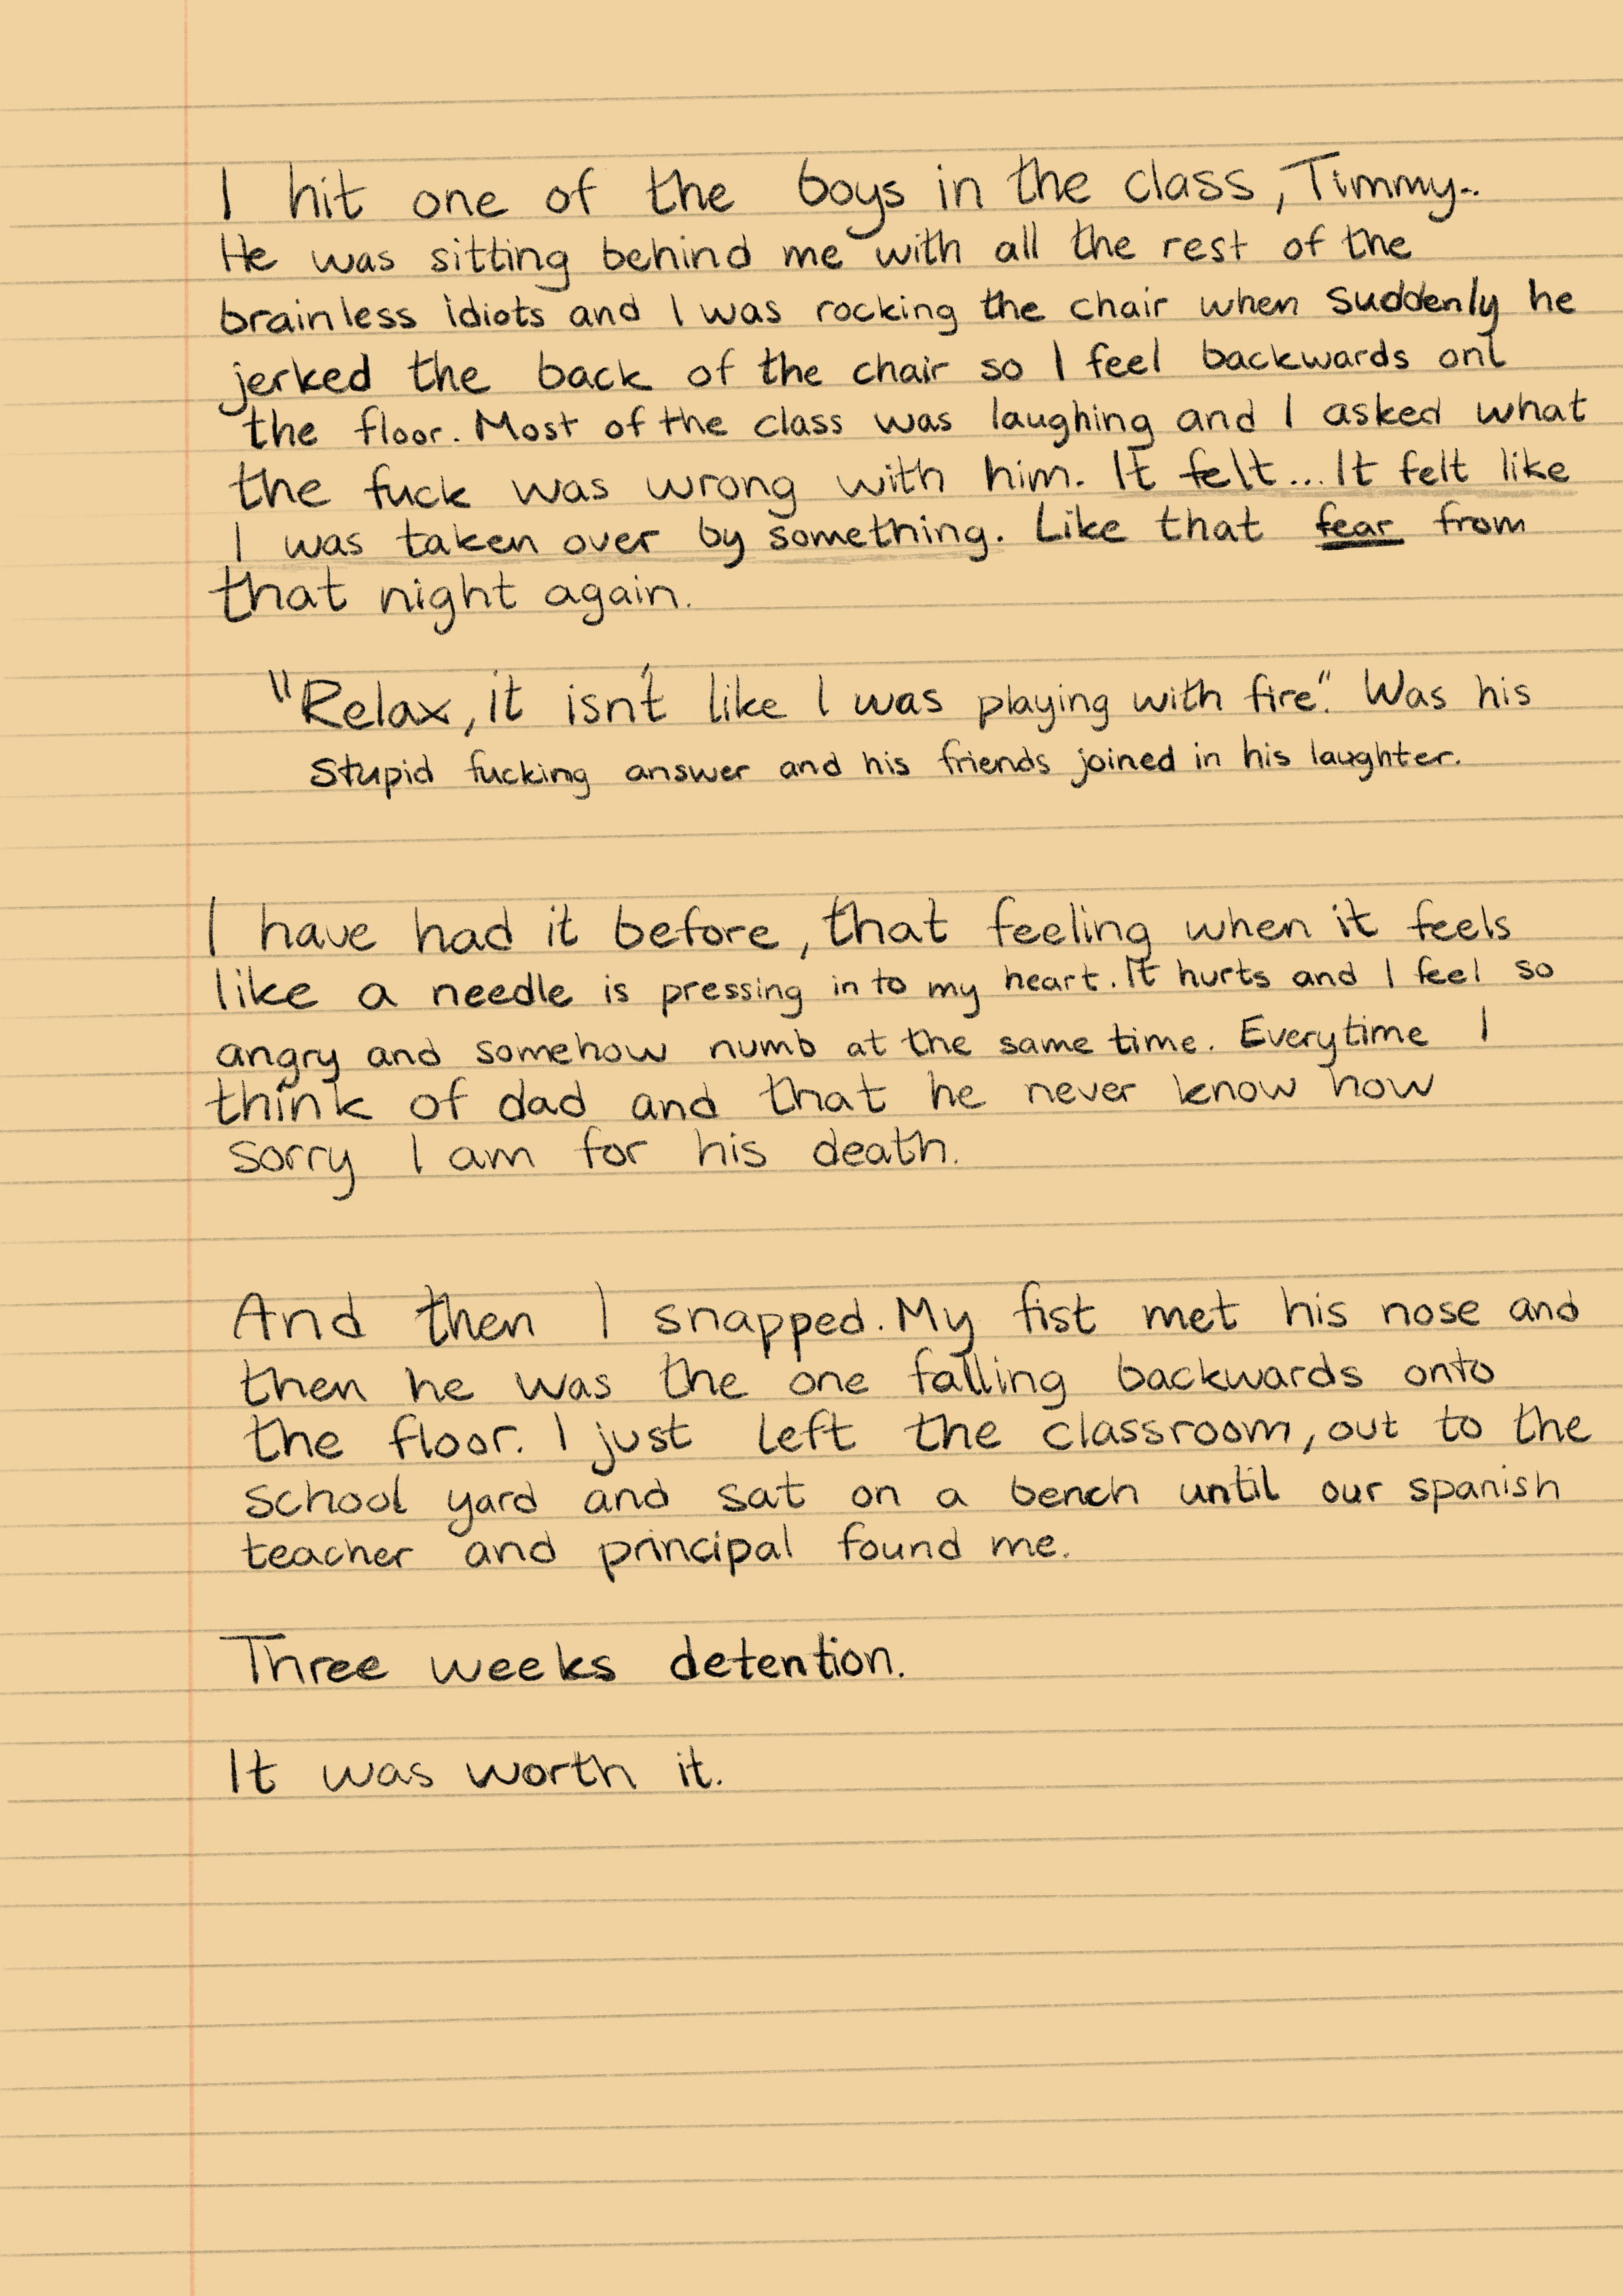 I hit one of the boys in the class, Timmy..
He was sitting behind me with all the rest of the
brainless idiots and I was rocking the chair when suddenly he
jerked the back of the chair so I feel backwards ont
the floor. Most of the class was laughing and I asked what
the fuck was wrong with him. It felt... It felt like
I was taken over by something. Like that fear from
that night again.
"Relax, it isn't like I was playing with fire". Was his
stupid fucking answer and his friends joined in his laughter.
I have had it before, that feeling when it feels
like a needle is pressing in to my heart. It hurts and I feel so
angry and somehow numb at the same time. Everytime I
think of dad and that he never know how
sorry I am for his death.
And then I snapped. My fist met his nose and
then he was the one falling backwards onto
the floor. I just left the classroom, out to the
school yard and sat on a bench until our spanish
teacher and principal found me.
Three weeks detention.
It was worth it.